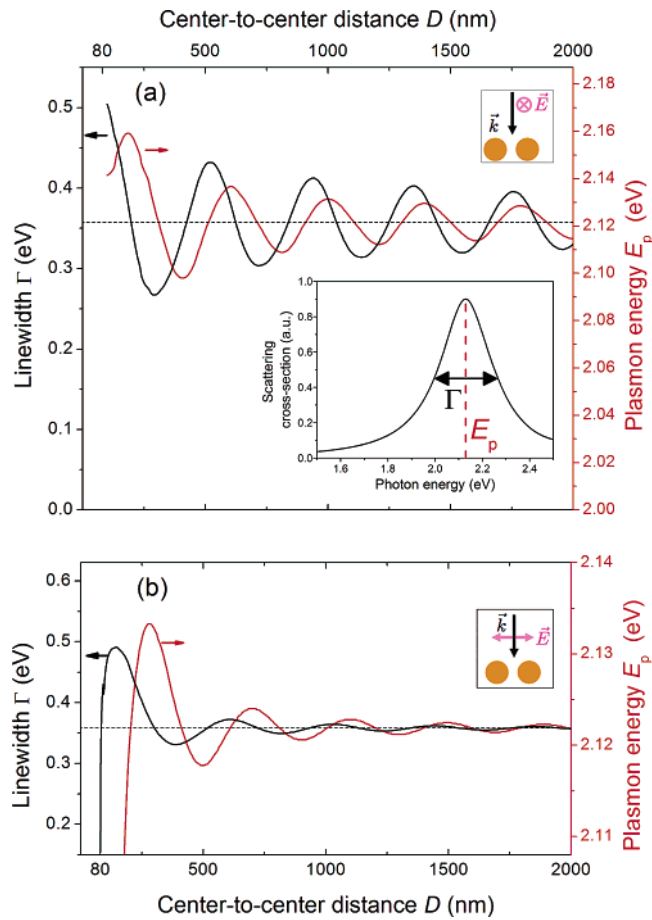 Center-to-center distance D (nm)
80 500 1000 1500 2000
(a)
0.5
0.4
0.3
0.2
0.1
0.0
Linewidth Γ (eV)
2.18
2.16
2.14
2.12
2.10
2.08
2.06
2.04
2.02
2.00
Plasmon energy Eₚ (eV)
k⃗ ⊗ E⃗
1.0
0.8
0.6
0.4
0.2
0.0
Scattering
cross-section (a.u.)
Γ
Eₚ
1.6 2.0 2.2 2.4
Photon energy (eV)
(b)
0.6
0.5
0.4
0.3
0.2
Linewidth Γ (eV)
2.14
2.13
2.12
2.11
Plasmon energy Eₚ (eV)
k⃗ E⃗
80 500 1000 1500 2000
Center-to-center distance D (nm)